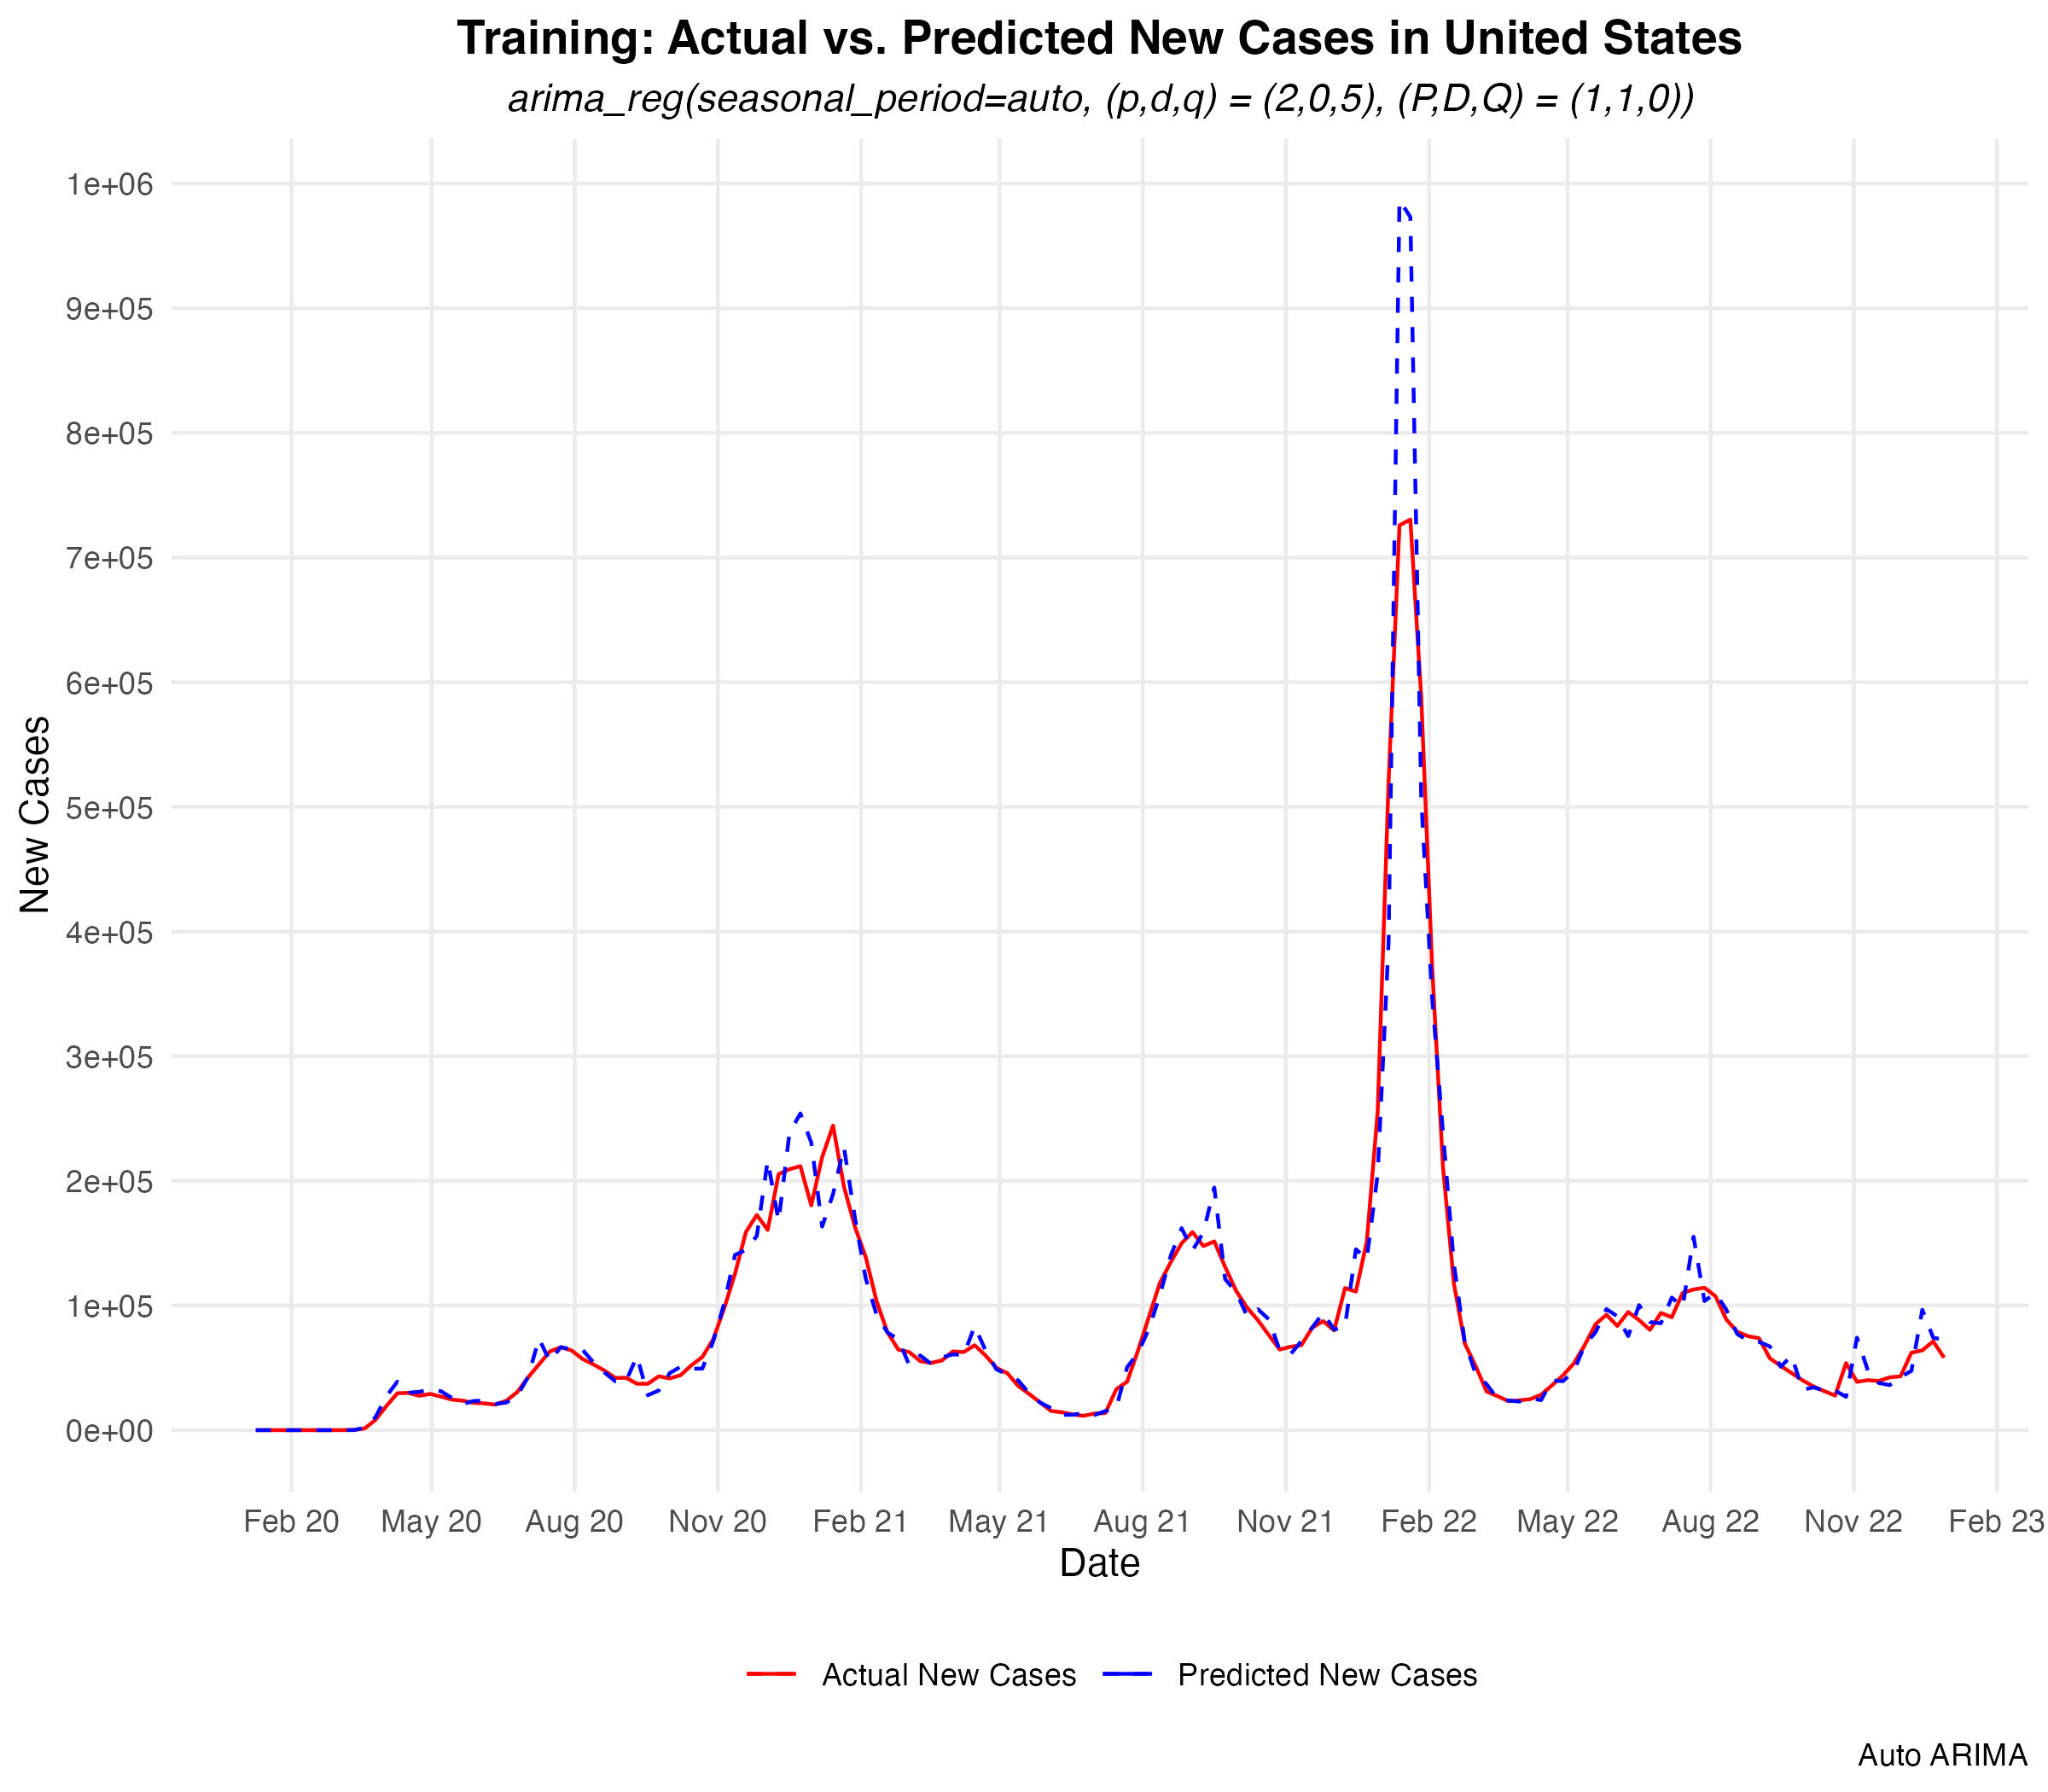 Training: Actual vs. Predicted New Cases in United States
arima_reg(seasonal_period=auto, (p,d,q) = (2,0,5), (P,D,Q) = (1,1,0))
1e+06
9e+05
8e+05
7e+05
6e+05
5e+05
4e+05
3e+05
2e+05
1e+05
0e+00
New Cases
Feb 20 May 20 Aug 20 Nov 20 Feb 21 May 21 Aug 21 Nov 21 Feb 22 May 22 Aug 22 Nov 22 Feb 23
Date
Actual New Cases Predicted New Cases
Auto ARIMA